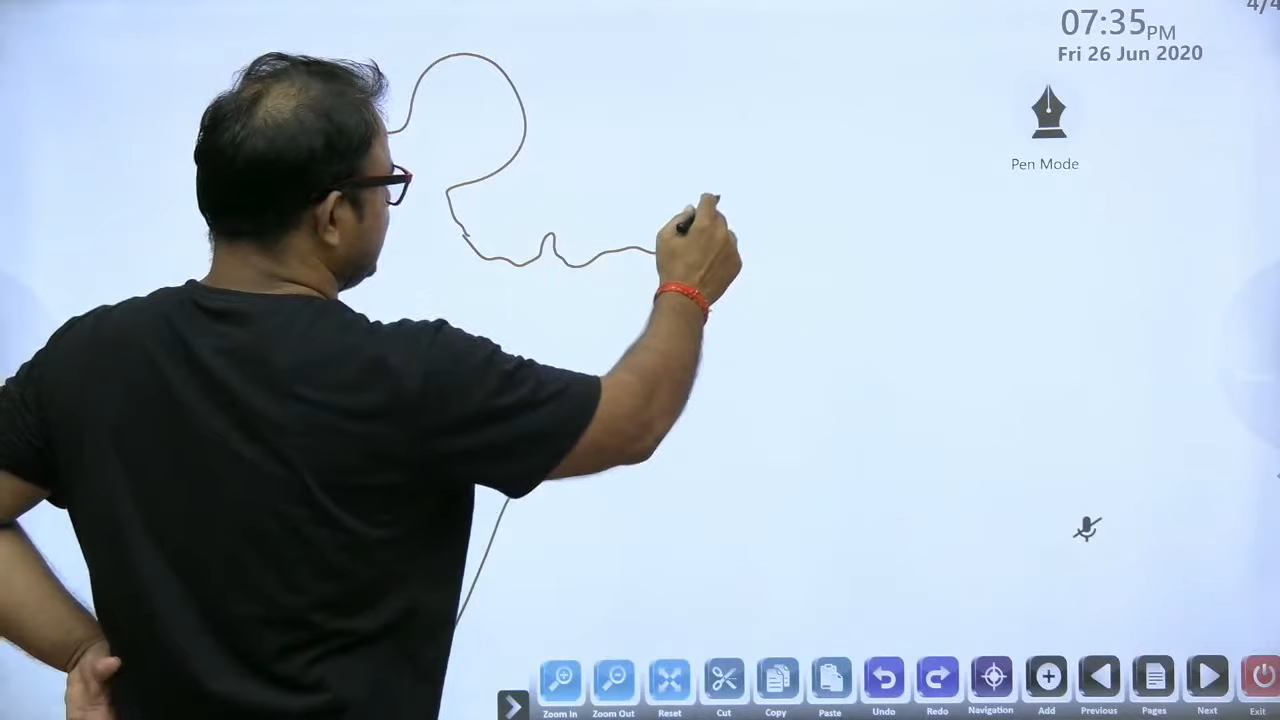 4/4
07:35PM
Fri 26 Jun 2020
Pen Mode
Zoom In Zoom Out Reset Cut Copy Paste Undo Redo Navigation Add Previous Pages Next Exit